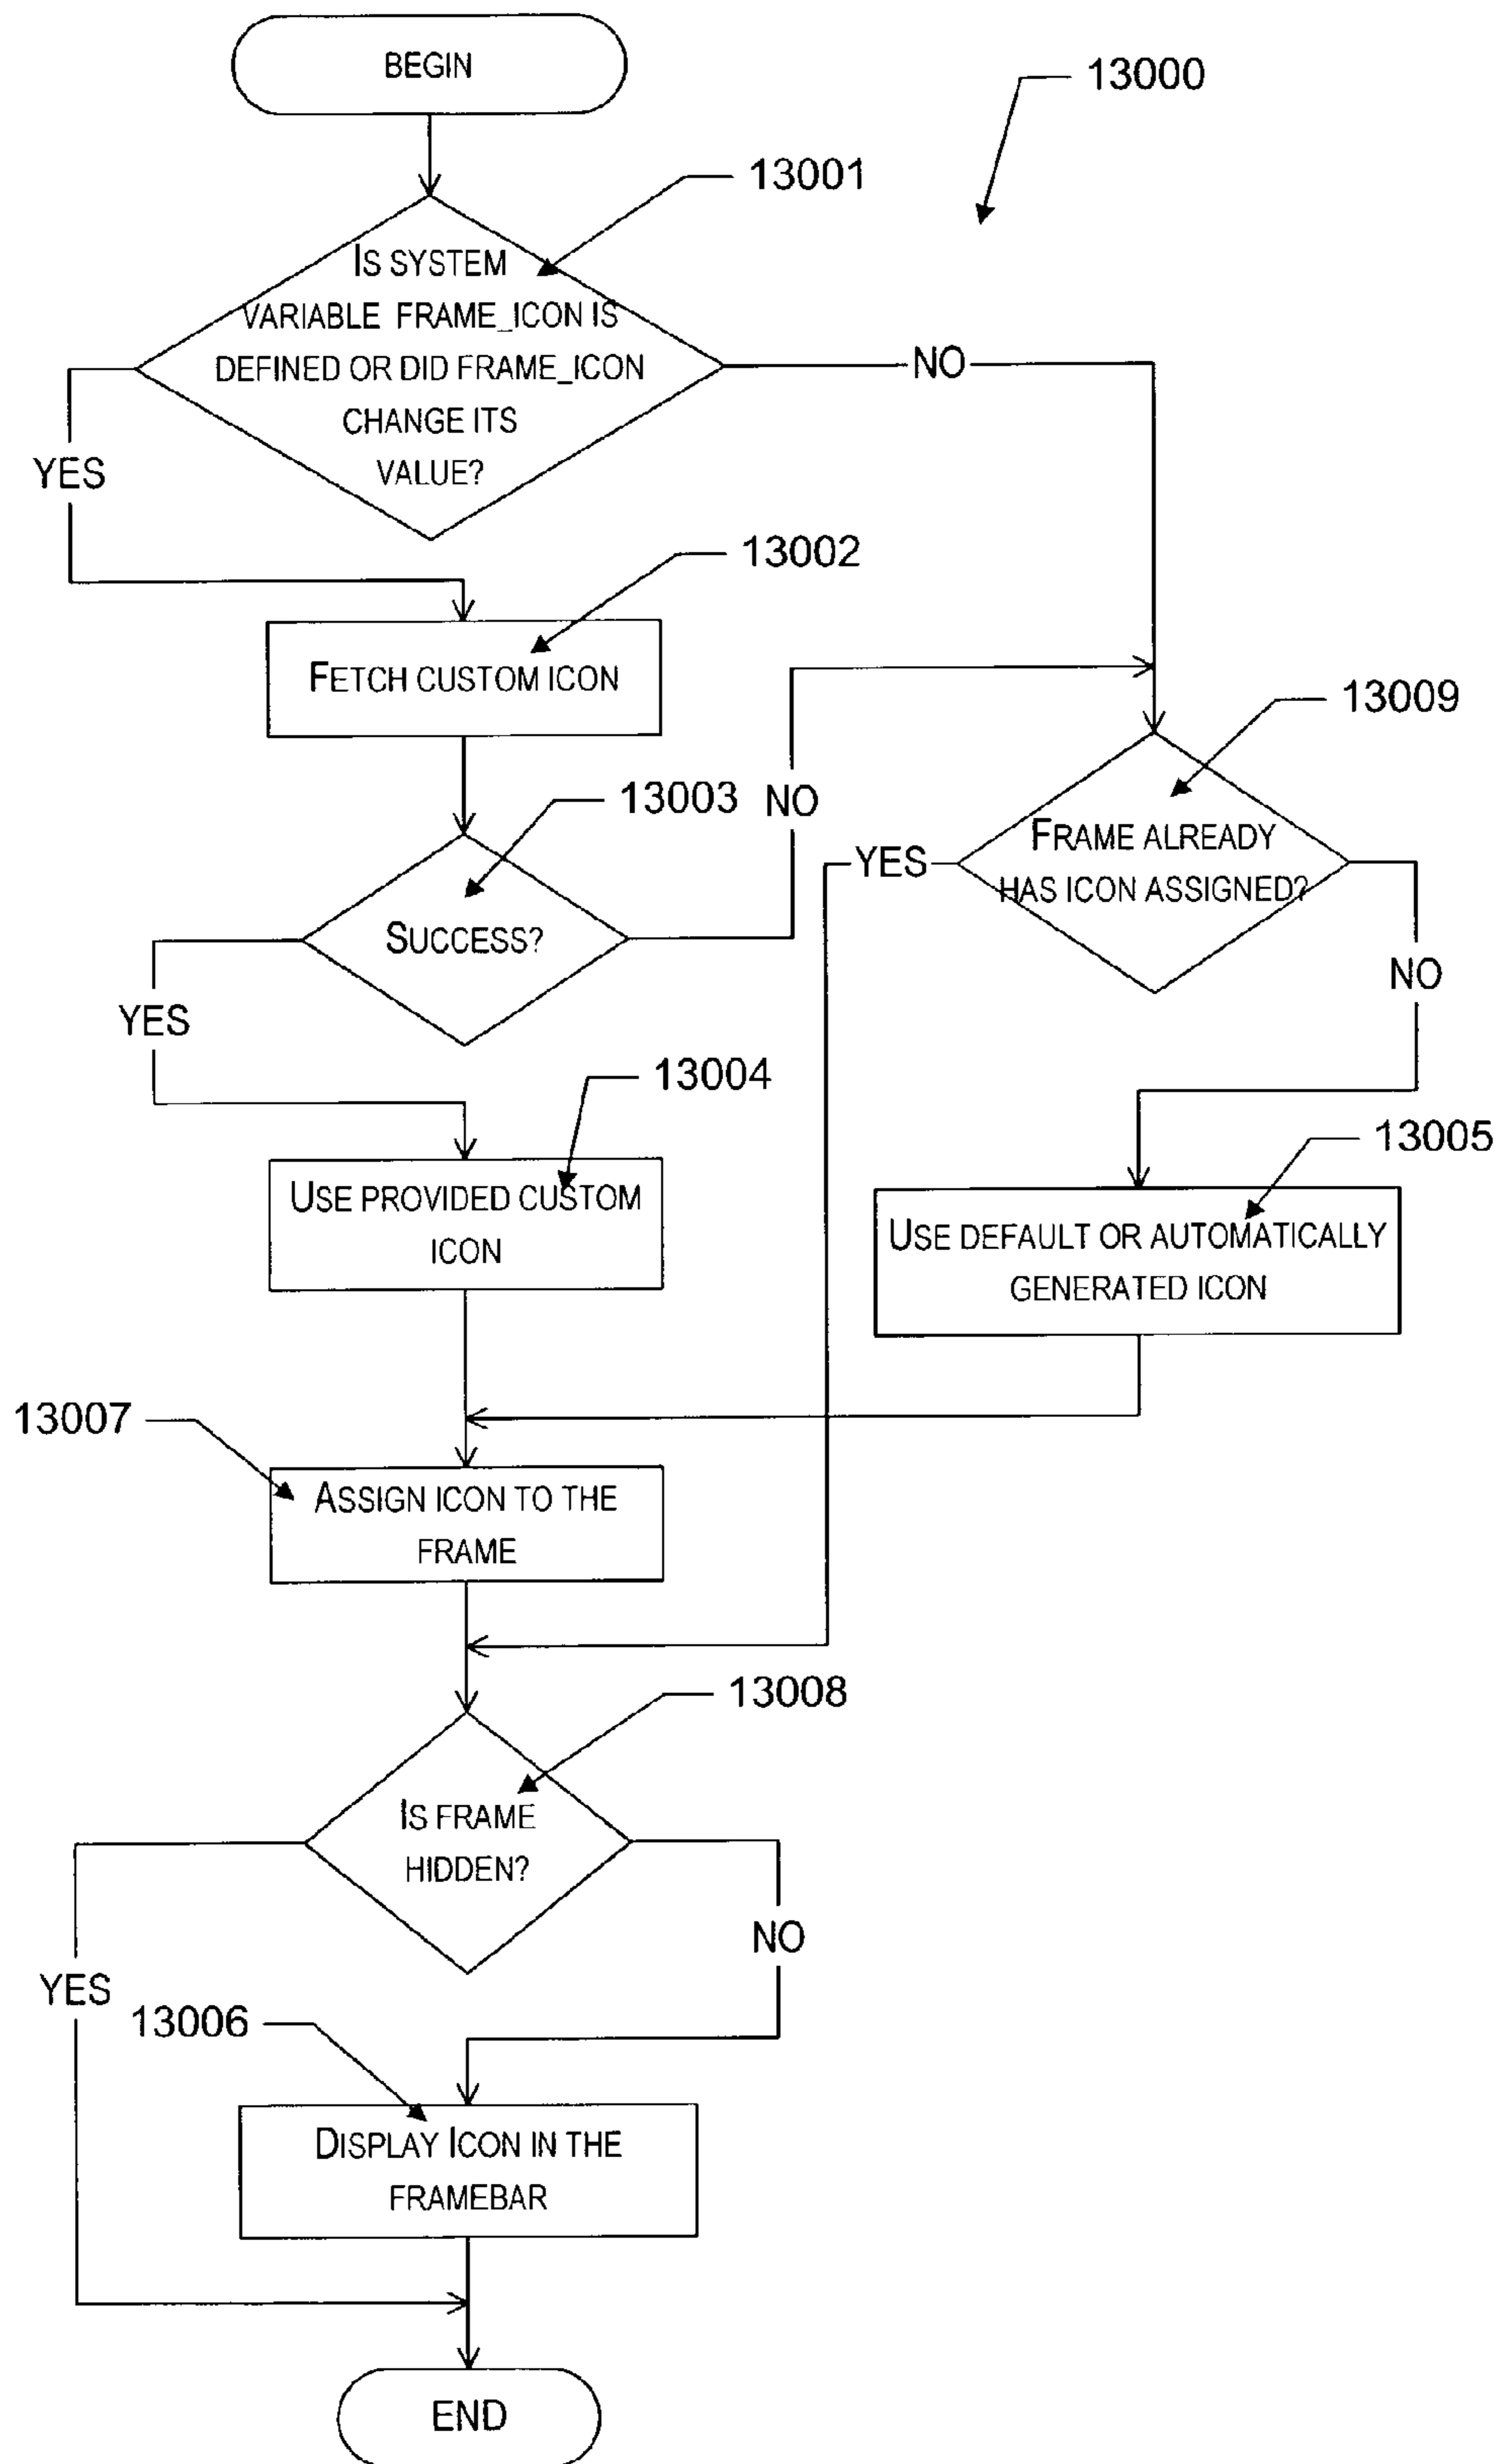 BEGIN
13000
13001
IS SYSTEM
VARIABLE FRAME_ICON IS
DEFINED OR DID FRAME_ICON
CHANGE ITS
VALUE?
NO
YES
13002
FETCH CUSTOM ICON
13009
13003
NO
FRAME ALREADY
HAS ICON ASSIGNED?
YES
SUCCESS?
NO
YES
13004
13005
USE PROVIDED CUSTOM
ICON
USE DEFAULT OR AUTOMATICALLY
GENERATED ICON
13007
ASSIGN ICON TO THE
FRAME
13008
IS FRAME
HIDDEN?
NO
YES
13006
DISPLAY ICON IN THE
FRAMEBAR
END